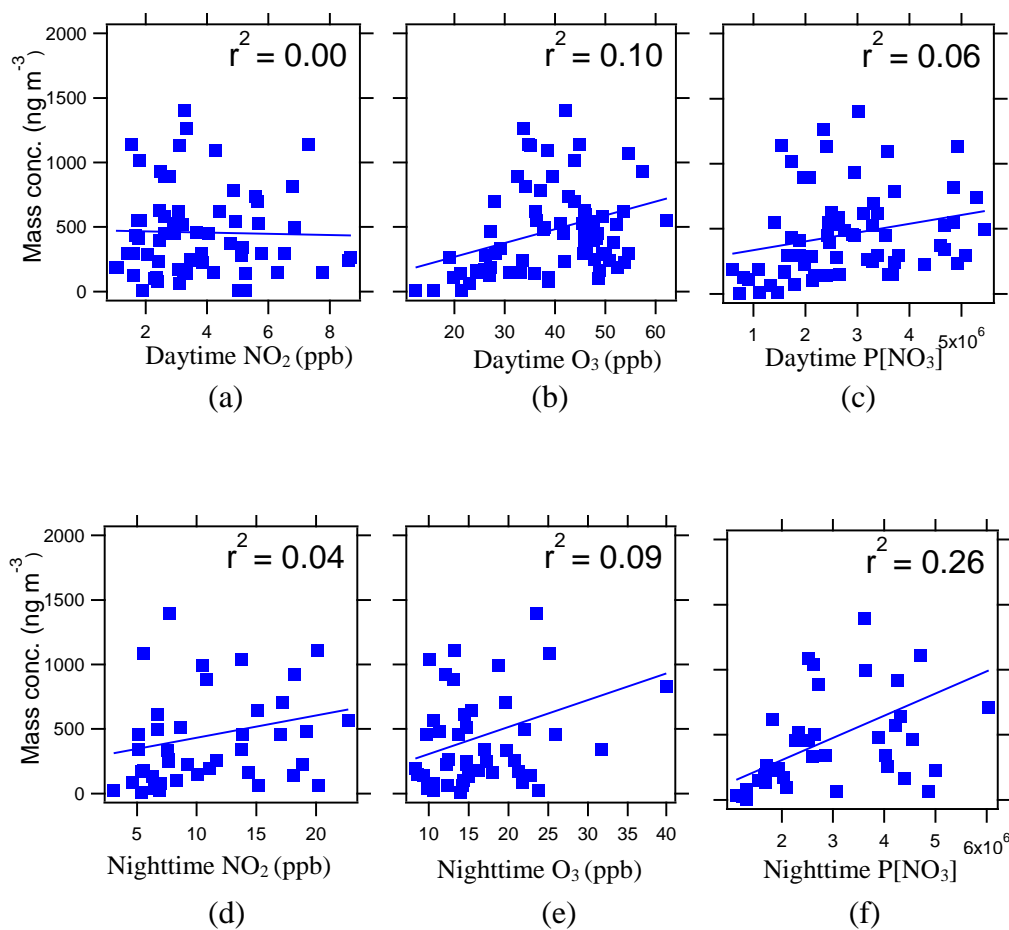 r² = 0.00
r² = 0.10
r² = 0.06
Mass conc. (ng m⁻³)
2000
1500
1000
500
0
2 4 6 8
20 30 40 50 60
1 2 3 4 5x10⁶
Daytime NO₂ (ppb)
Daytime O₃ (ppb)
Daytime P[NO₃]
(a) (b) (c)
r² = 0.04
r² = 0.09
r² = 0.26
Mass conc. (ng m⁻³)
2000
1500
1000
500
0
5 10 15 20
10 15 20 25 30 35 40
2 3 4 5 6x10⁶
Nighttime NO₂ (ppb)
Nighttime O₃ (ppb)
Nighttime P[NO₃]
(d) (e) (f)